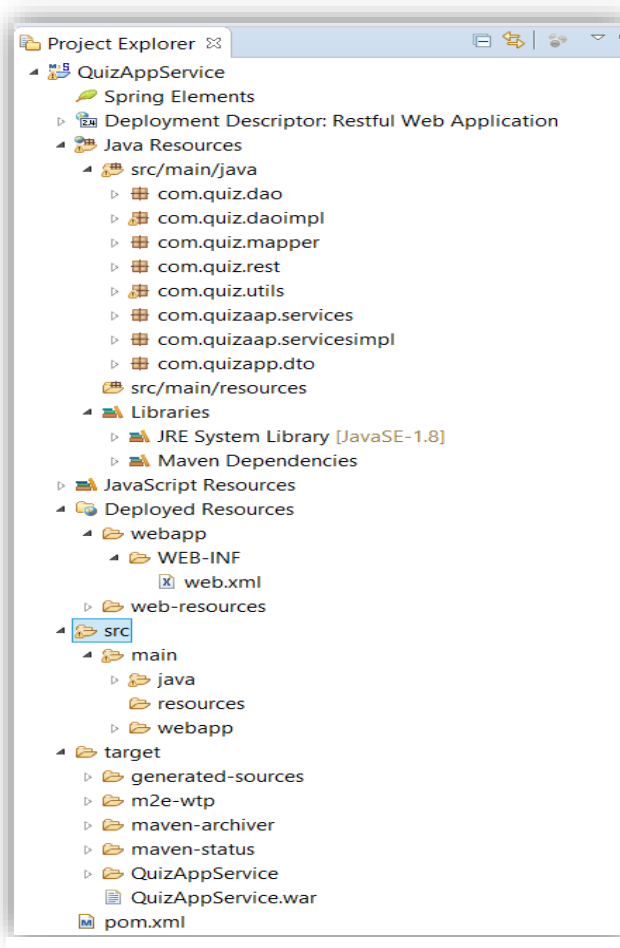 Project Explorer
QuizAppService
Spring Elements
Deployment Descriptor: Restful Web Application
Java Resources
src/main/java
com.quiz.dao
com.quiz.daoimpl
com.quiz.mapper
com.quiz.rest
com.quiz.utils
com.quizaap.services
com.quizaap.servicesimpl
com.quizapp.dto
src/main/resources
Libraries
JRE System Library [JavaSE-1.8]
Maven Dependencies
JavaScript Resources
Deployed Resources
webapp
WEB-INF
web.xml
web-resources
src
main
java
resources
webapp
target
generated-sources
m2e-wtp
maven-archiver
maven-status
QuizAppService
QuizAppService.war
pom.xml